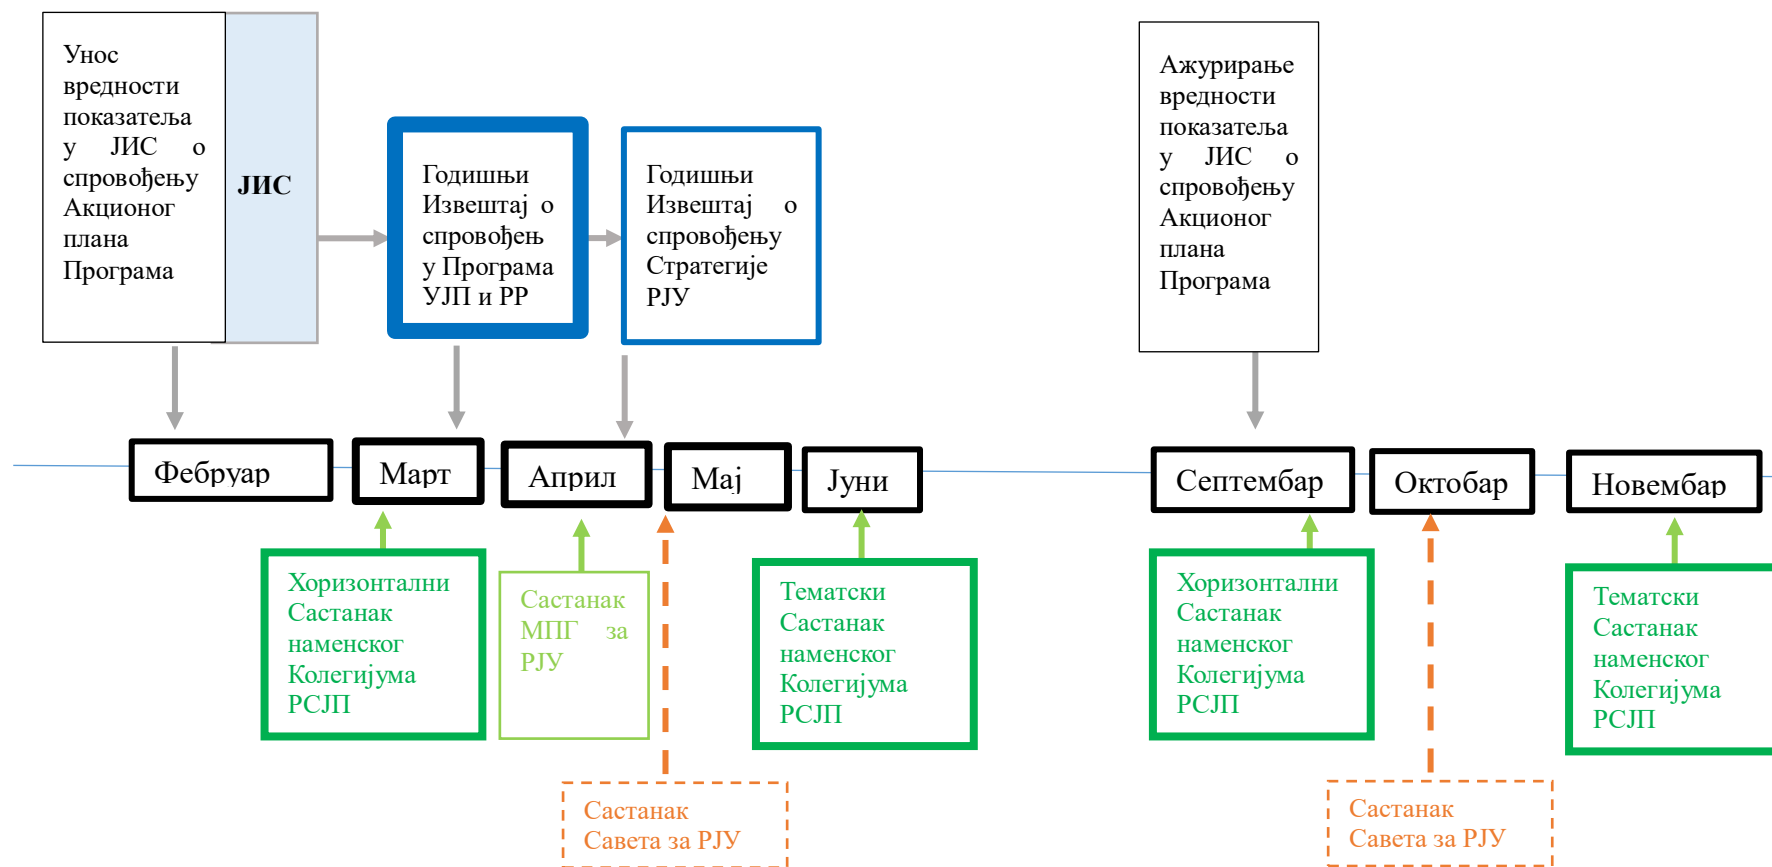 Унос
вредности
показатеља
у ЈИС о
спровођењу
Акционог
плана
Програма
ЈИС
Годишњи
Извештај о
спровођењ
у Програма
УЈП и РР
Годишњи
Извештај о
спровођењу
Стратегије
РЈУ
Ажурирање
вредности
показатеља
у ЈИС о
спровођењу
Акционог
плана
Програма
Фебруар
Март
Април
Мај
Јуни
Септембар
Октобар
Новембар
Хоризонтални
Састанак
наменског
Колегијума
РСЈП
Састанак
МПГ за
РЈУ
Тематски
Састанак
наменског
Колегијума
РСЈП
Хоризонтални
Састанак
наменског
Колегијума
РСЈП
Тематски
Састанак
наменског
Колегијума
РСЈП
Састанак
Савета за РЈУ
Састанак
Савета за РЈУ